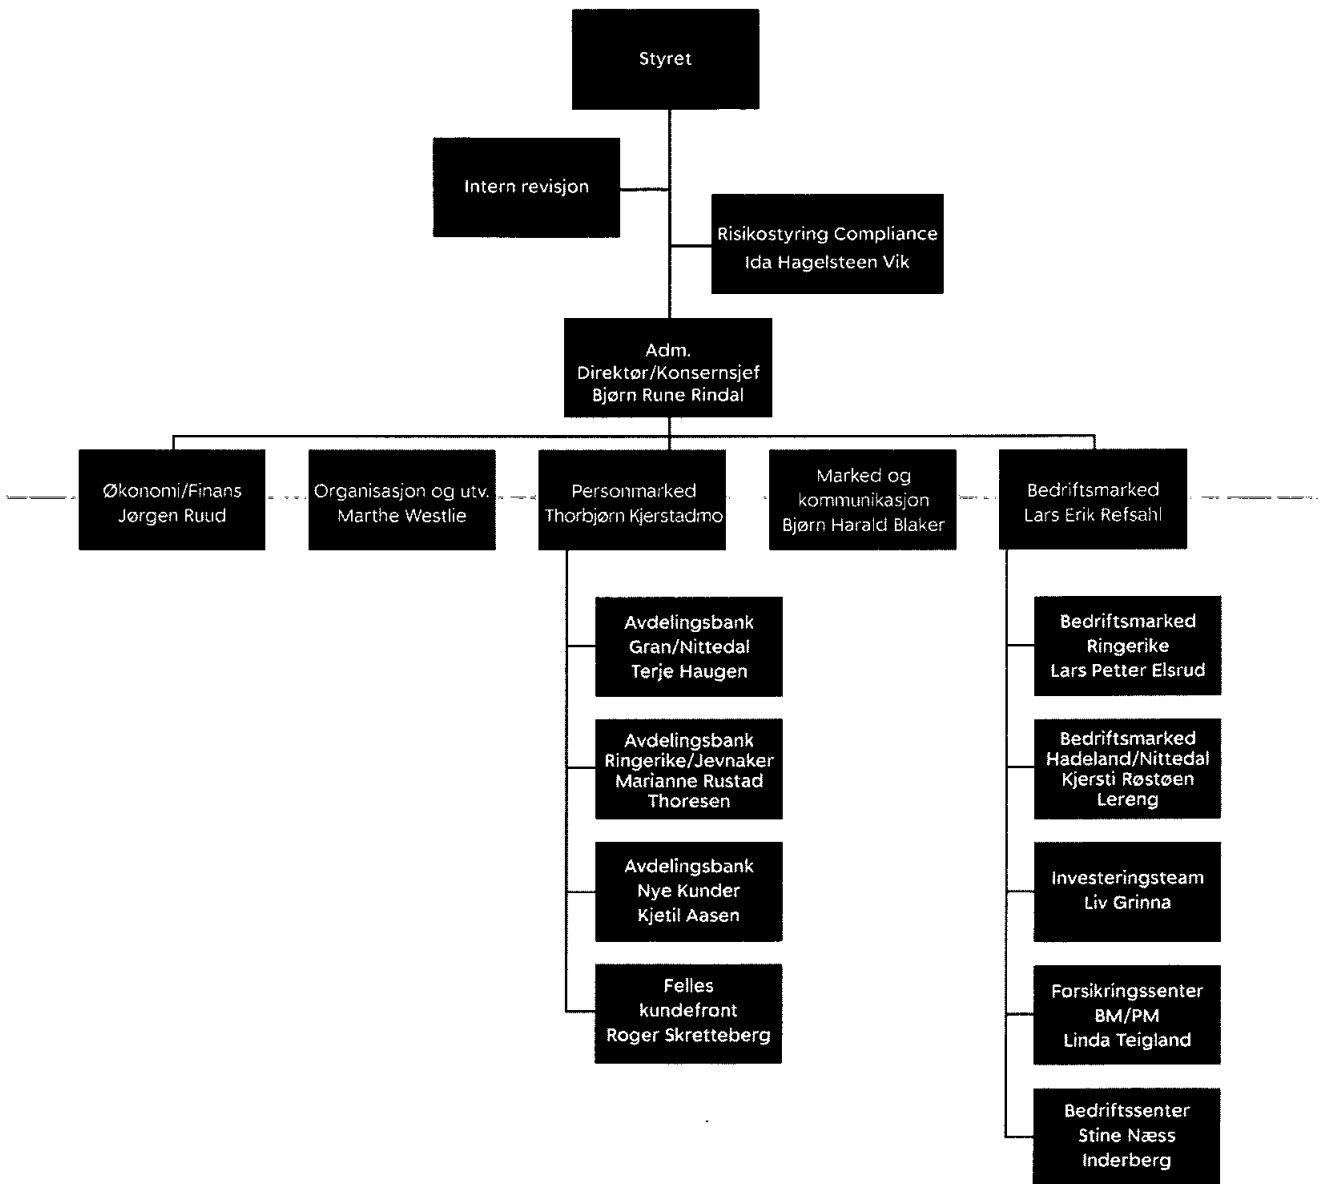 Styret
Intern revisjon
Risikostyring Compliance
Ida Hagelsteen Vik
Adm.
Direktør/Konsernsjef
Bjørn Rune Rindal
Økonomi/Finans
Jørgen Ruud
Organisasjon og utv.
Marthe Westlie
Personmarked
Thorbjørn Kjerstadmo
Marked og
kommunikasjon
Bjørn Harald Blaker
Bedriftsmarked
Lars Erik Refsahl
Avdelingsbank
Gran/Nittedal
Terje Haugen
Avdelingsbank
Ringerike/Jevnaker
Marianne Rustad
Thoresen
Avdelingsbank
Nye Kunder
Kjetil Aasen
Felles
kundefront
Roger Skretteberg
Bedriftsmarked
Ringerike
Lars Petter Elsrud
Bedriftsmarked
Hadeland/Nittedal
Kjersti Røstøen
Lereng
Investeringsteam
Liv Grinna
Forsikringssenter
BM/PM
Linda Teigland
Bedriftssenter
Stine Næss
Inderberg